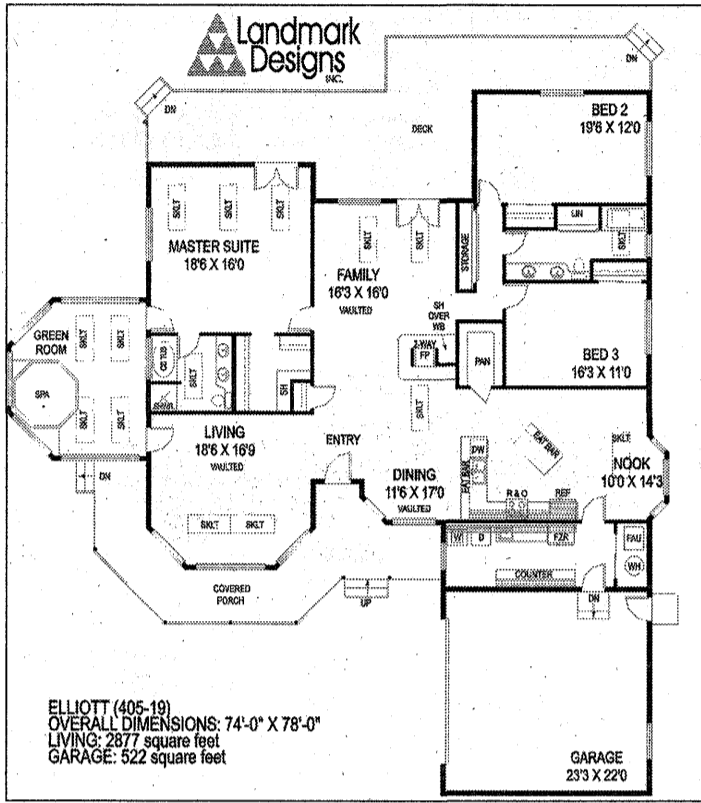 Landmark
Designs
INC.
DN
DN
DECK
BED 2
19'6 X 12'0
SKLT
SKLT
SKLT
MASTER SUITE
18'6 X 16'0
SKLT
SKLT
STORAGE
LIN
SKLT
FAMILY
16'3 X 16'0
VAULTED
SH
OVER
WB
3-WAY
FP
PAN
BED 3
16'3 X 11'0
GREEN
ROOM
SKLT
SKLT
SPA
SKLT
SKLT
SKLT
SH
SKLT
LIVING
18'6 X 16'9
VAULTED
ENTRY
EAT BAR
SKLT
DN
DINING
11'6 X 17'0
VAULTED
EAT BAR
DW
R & O
REF
NOOK
10'0 X 14'3
SKLT
SKLT
W
D
FZR
FAU
WH
COUNTER
COVERED
PORCH
UP
DN
ELLIOTT (405-19)
OVERALL DIMENSIONS: 74'-0" X 78'-0"
LIVING: 2877 square feet
GARAGE: 522 square feet
GARAGE
23'3 X 22'0